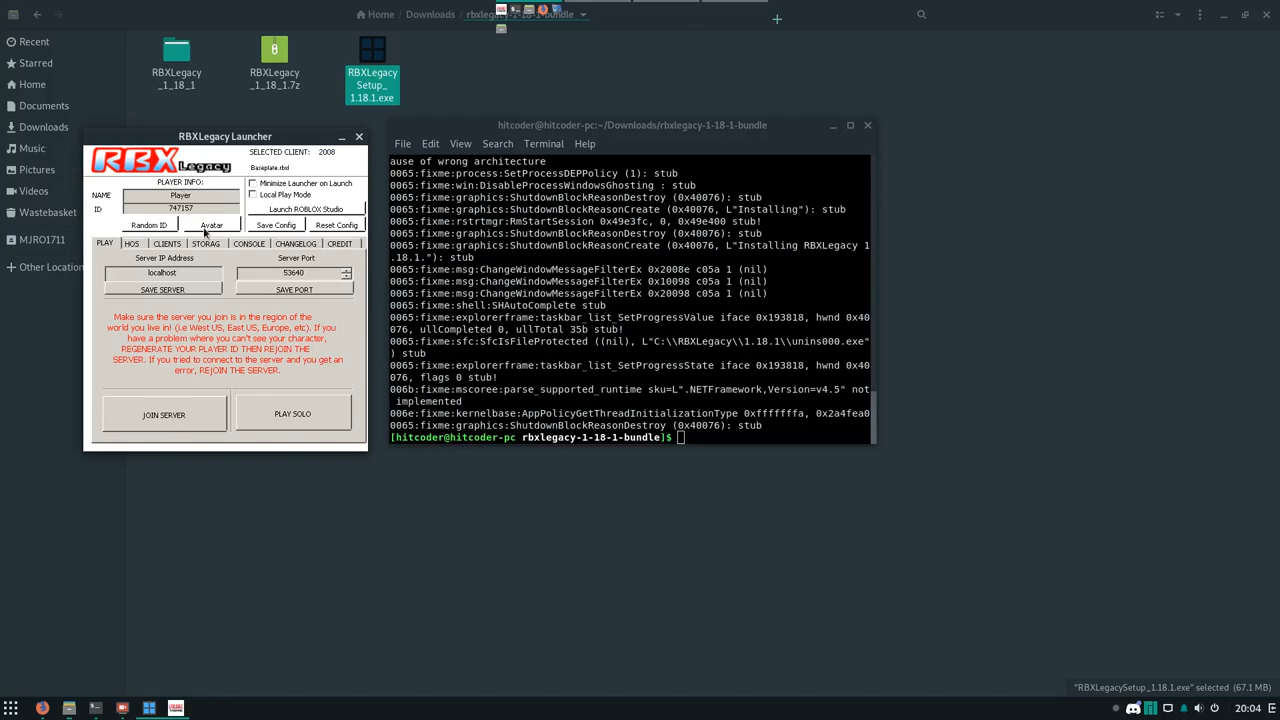 Home
Downloads
rbxlegacy-1-18-1-bundle
Recent
Starred
Home
Documents
Downloads
Music
Pictures
Videos
Wastebasket
MJRO1711
Other Location
RBXLegacy
_1_18_1
RBXLegacy
_1_18_1.7z
RBXLegacy
Setup_
1.18.1.exe
RBXLegacy Launcher
RBX Legacy
SELECTED CLIENT: 2008
Baseplate.rbxl
PLAYER INFO:
NAME
Player
ID
747157
Minimize Launcher on Launch
Local Play Mode
Launch ROBLOX Studio
Random ID
Avatar
Save Config
Reset Config
PLAY
HOS
CLIENTS
STORAG
CONSOLE
CHANGELOG
CREDIT
Server IP Address
Server Port
localhost
53640
SAVE SERVER
SAVE PORT
Make sure the server you join is in the region of the
world you live in! (i.e West US, East US, Europe, etc). If you
have a problem where you can't see your character,
REGENERATE YOUR PLAYER ID THEN REJOIN THE
SERVER. If you tried to connect to the server and you get an
error, REJOIN THE SERVER.
JOIN SERVER
PLAY SOLO
hitcoder@hitcoder-pc:~/Downloads/rbxlegacy-1-18-1-bundle
File Edit View Search Terminal Help
ause of wrong architecture
0065:fixme:process:SetProcessDEPPolicy (1): stub
0065:fixme:win:DisableProcessWindowsGhosting : stub
0065:fixme:graphics:ShutdownBlockReasonDestroy (0x40076): stub
0065:fixme:graphics:ShutdownBlockReasonCreate (0x40076, L"Installing"): stub
0065:fixme:rstrtmgr:RmStartSession 0x49e3fc, 0, 0x49e400 stub!
0065:fixme:graphics:ShutdownBlockReasonDestroy (0x40076): stub
0065:fixme:graphics:ShutdownBlockReasonCreate (0x40076, L"Installing RBXLegacy 1
.18.1."): stub
0065:fixme:msg:ChangeWindowMessageFilterEx 0x2008e c05a 1 (nil)
0065:fixme:msg:ChangeWindowMessageFilterEx 0x10098 c05a 1 (nil)
0065:fixme:msg:ChangeWindowMessageFilterEx 0x20098 c05a 1 (nil)
0065:fixme:shell:SHAutoComplete stub
0065:fixme:explorerframe:taskbar_list_SetProgressValue iface 0x193818, hwnd 0x40
076, ullCompleted 0, ullTotal 35b stub!
0065:fixme:sfc:SfcIsFileProtected ((nil), L"C:\\RBXLegacy\\1.18.1\\unins000.exe"
) stub
0065:fixme:explorerframe:taskbar_list_SetProgressState iface 0x193818, hwnd 0x40
076, flags 0 stub!
006b:fixme:mscoree:parse_supported_runtime sku=L".NETFramework,Version=v4.5" not
implemented
006e:fixme:kernelbase:AppPolicyGetThreadInitializationType 0xfffffffa, 0x2a4fea0
0065:fixme:graphics:ShutdownBlockReasonDestroy (0x40076): stub
[hitcoder@hitcoder-pc rbxlegacy-1-18-1-bundle]$
"RBXLegacySetup_1.18.1.exe" selected (67.1 MB)
20:04